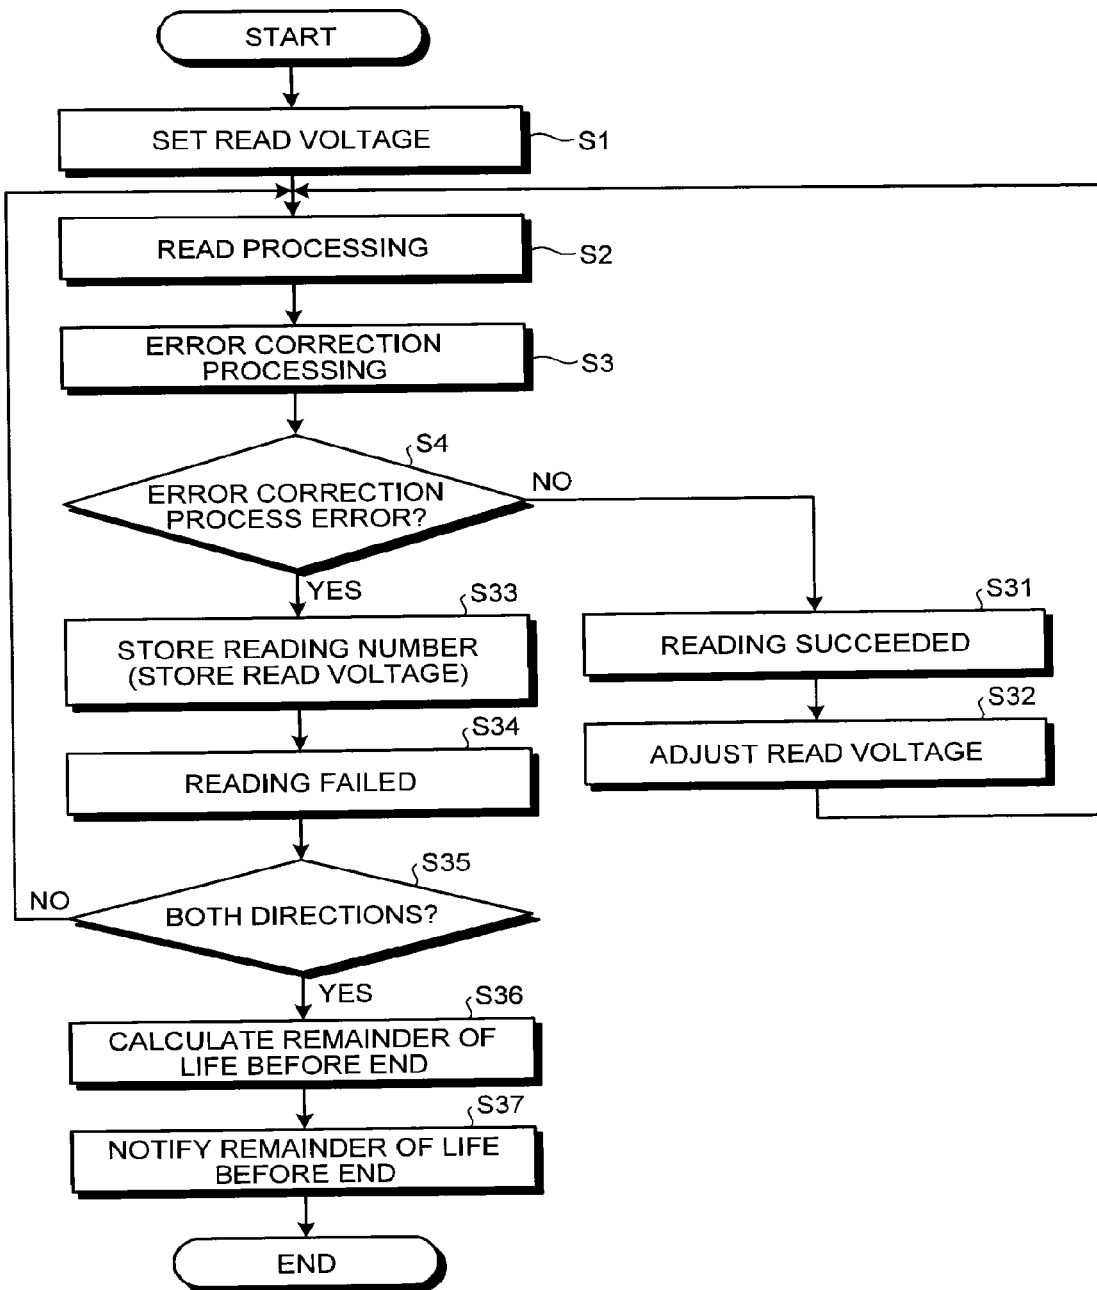 START
SET READ VOLTAGE
S1
READ PROCESSING
S2
ERROR CORRECTION
PROCESSING
S3
S4
ERROR CORRECTION
PROCESS ERROR?
NO
YES
S33
STORE READING NUMBER
(STORE READ VOLTAGE)
S31
READING SUCCEEDED
S34
READING FAILED
S32
ADJUST READ VOLTAGE
S35
BOTH DIRECTIONS?
NO
YES
S36
CALCULATE REMAINDER OF
LIFE BEFORE END
S37
NOTIFY REMAINDER OF LIFE
BEFORE END
END